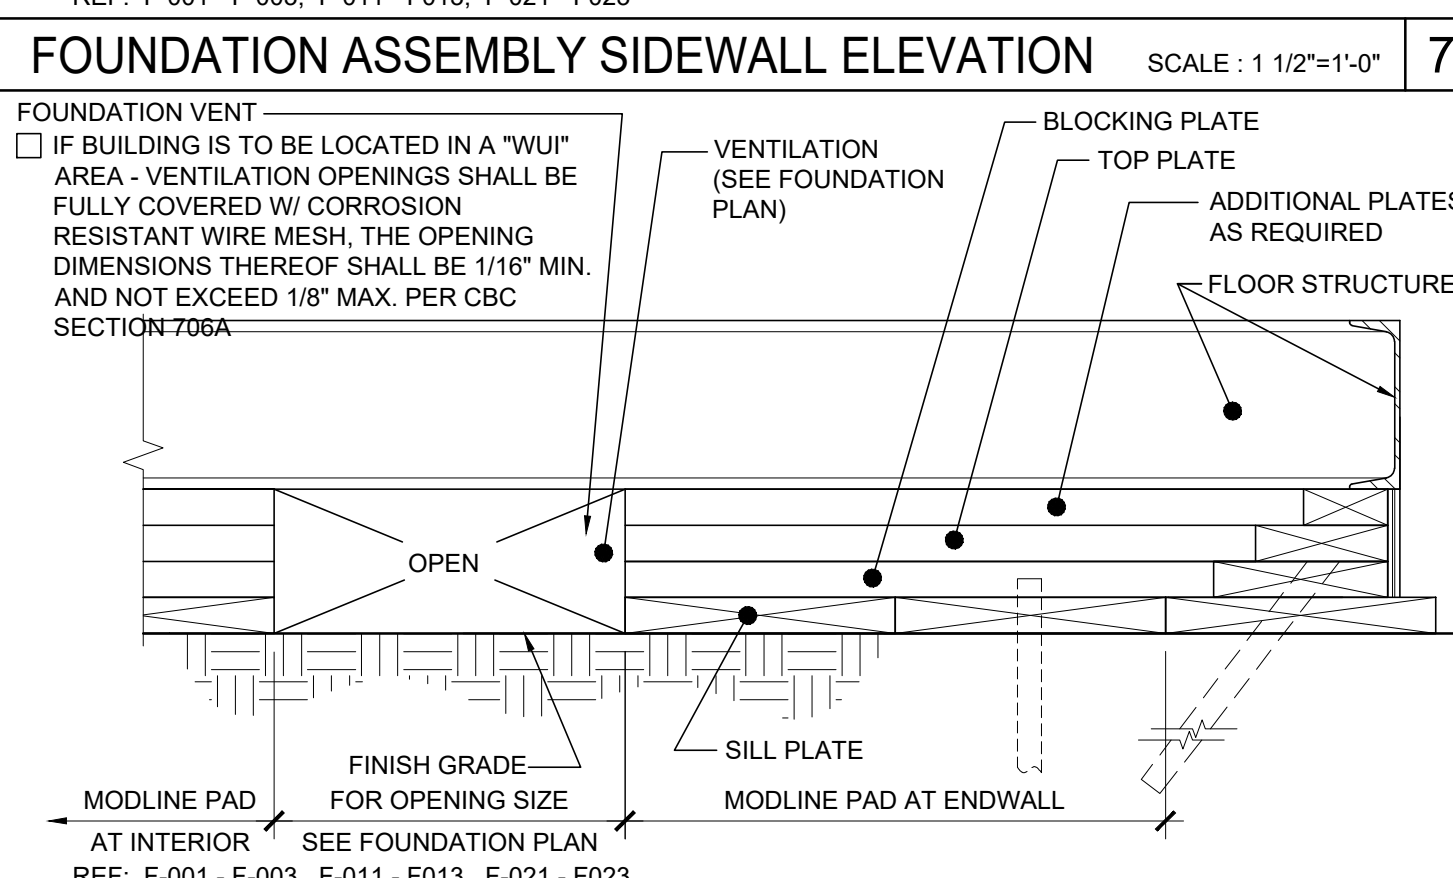 FOUNDATION ASSEMBLY SIDEWALL ELEVATION SCALE : 1 1/2"=1'-0" 7
FOUNDATION VENT
IF BUILDING IS TO BE LOCATED IN A "WUI"
AREA - VENTILATION OPENINGS SHALL BE
FULLY COVERED W/ CORROSION
RESISTANT WIRE MESH, THE OPENING
DIMENSIONS THEREOF SHALL BE 1/16" MIN.
AND NOT EXCEED 1/8" MAX. PER CBC
SECTION 706A
VENTILATION
(SEE FOUNDATION
PLAN)
BLOCKING PLATE
TOP PLATE
ADDITIONAL PLATES
AS REQUIRED
FLOOR STRUCTURE
OPEN
SILL PLATE
FINISH GRADE
MODLINE PAD
AT INTERIOR
FOR OPENING SIZE
SEE FOUNDATION PLAN
MODLINE PAD AT ENDWALL
REF: F-001 - F-003, F-011 - F013, F-021 - F023